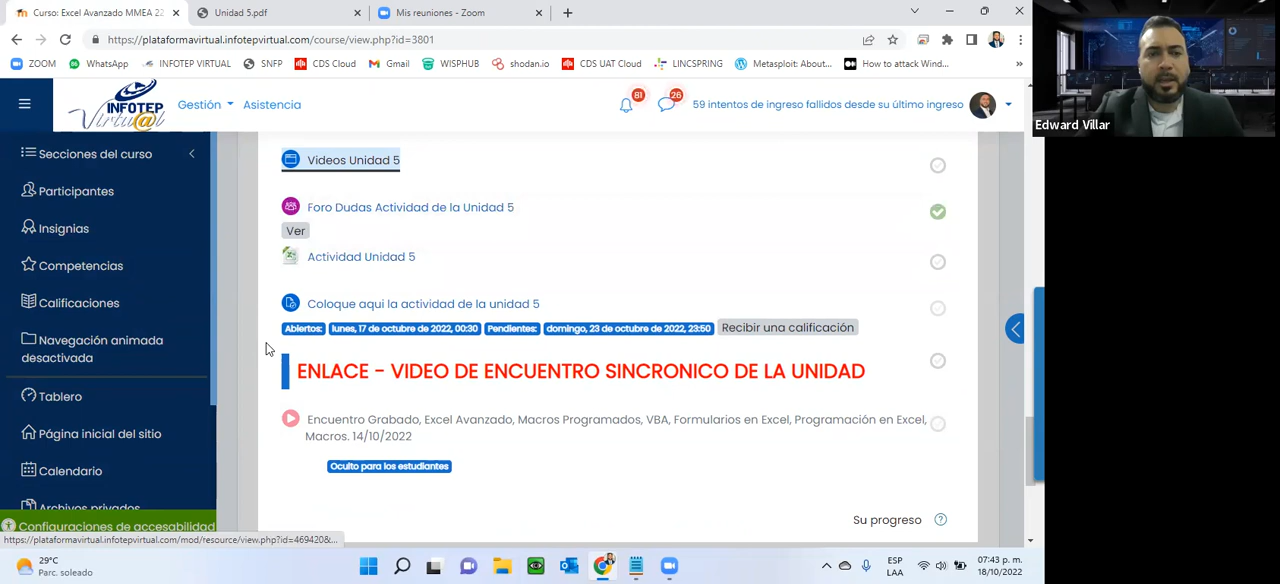 Curso: Excel Avanzado MMEA 22
Unidad 5.pdf
Mis reuniones - Zoom
https://plataformavirtual.infotepvirtual.com/course/view.php?id=3801
ZOOM
WhatsApp
INFOTEP VIRTUAL
SNFP
CDS Cloud
Gmail
WISPHUB
shodan.io
CDS UAT Cloud
LINCSPRING
Metasploit: About...
How to attack Wind...
INFOTEP
Virtu@l
Gestión
Asistencia
81
26
59 intentos de ingreso fallidos desde su último ingreso
Edward Villar
Secciones del curso
Participantes
Insignias
Competencias
Calificaciones
Navegación animada
desactivada
Tablero
Página inicial del sitio
Calendario
Archivos privados
Configuraciones de accesabilidad
Videos Unidad 5
Foro Dudas Actividad de la Unidad 5
Ver
Actividad Unidad 5
Coloque aqui la actividad de la unidad 5
Abiertos: lunes, 17 de octubre de 2022, 00:30 Pendientes: domingo, 23 de octubre de 2022, 23:50 Recibir una calificación
ENLACE - VIDEO DE ENCUENTRO SINCRONICO DE LA UNIDAD
Encuentro Grabado, Excel Avanzado, Macros Programados, VBA, Formularios en Excel, Programación en Excel,
Macros. 14/10/2022
Oculto para los estudiantes
Su progreso
https://plataformavirtual.infotepvirtual.com/mod/resource/view.php?id=469420&...
29°C
Parc. soleado
ESP
LAA
07:43 p. m.
18/10/2022